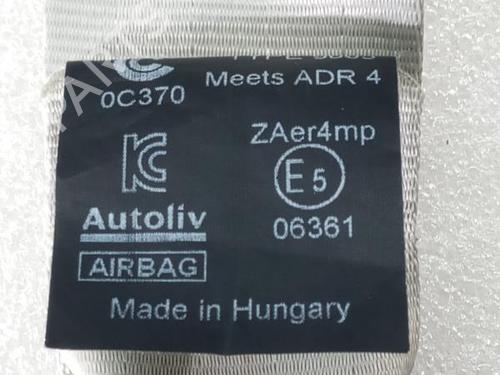 Meets ADR 4
0C370
ZAer4mp
E5
06361
Autoliv
AIRBAG
Made in Hungary